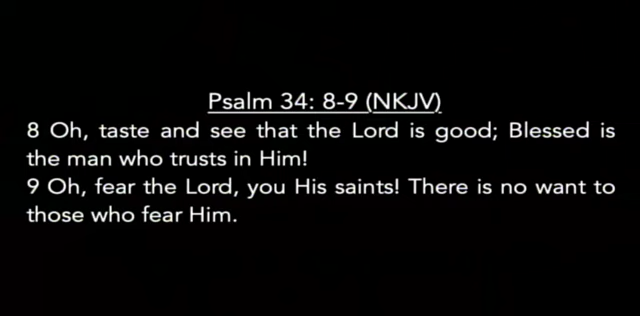 Psalm 34: 8-9 (NKJV)
8 Oh, taste and see that the Lord is good; Blessed is
the man who trusts in Him!
9 Oh, fear the Lord, you His saints! There is no want to
those who fear Him.